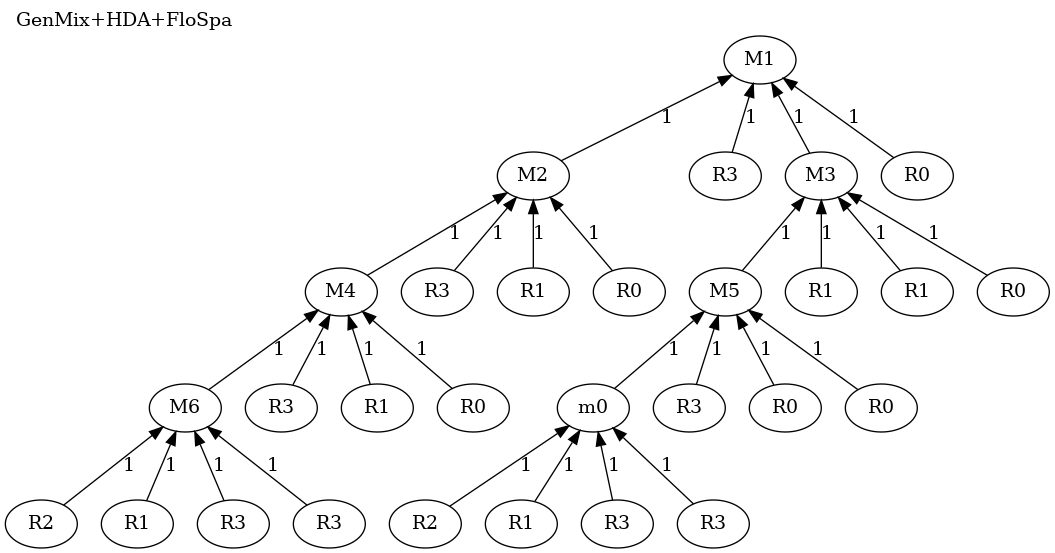 GenMix+HDA+FloSpa
M1
1 1 1 1
M2 R3 M3 R0
1 1 1 1 1 1 1 1
M4 R3 R1 R0 M5 R1 R1 R0
1 1 1 1 1 1 1 1
M6 R3 R1 R0 m0 R3 R0 R0
1 1 1 1 1 1 1 1
R2 R1 R3 R3 R2 R1 R3 R3